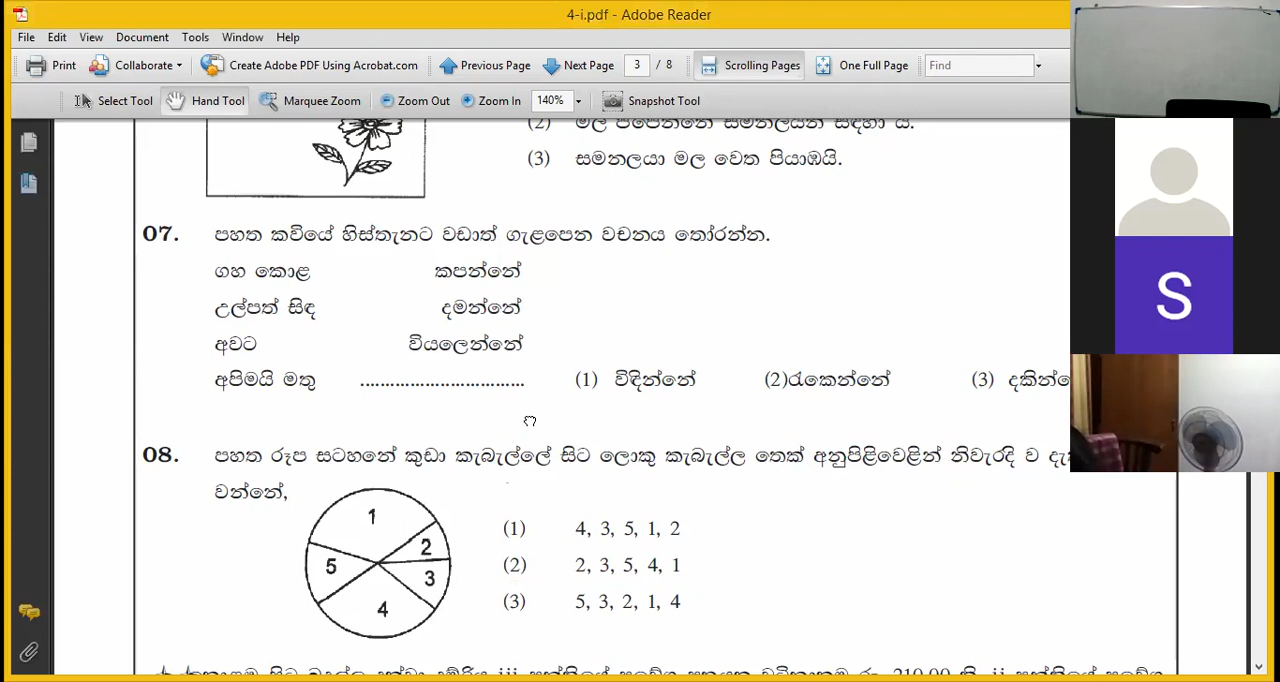 4-i.pdf - Adobe Reader
File Edit View Document Tools Window Help
Print Collaborate Create Adobe PDF Using Acrobat.com Previous Page Next Page 3 / 8 Scrolling Pages One Full Page Find
Select Tool Hand Tool Marquee Zoom Zoom Out Zoom In 140% Snapshot Tool
(2) මල් පිපෙන්නේ සමනලයින් සඳහා ය.
(3) සමනලයා මල වෙත පියාඹයි.
07. පහත කවියේ හිස්තැනට වඩාත් ගැළපෙන වචනය තෝරන්න.
ගහ කොළ කපන්නේ
උල්පත් සිඳ දමන්නේ
අවට වියලෙන්නේ
අපිමයි මතු ................................. (1) විඳින්නේ (2)රැකෙන්නේ (3)
08. පහත රූප සටහනේ කුඩා කැබැල්ලේ සිට ලොකු කැබැල්ල තෙක් අනුපිළිවෙළින් නිවැරදි ව
වන්නේ,
1
2
3
4
5
(1) 4, 3, 5, 1, 2
(2) 2, 3, 5, 4, 1
(3) 5, 3, 2, 1, 4
S